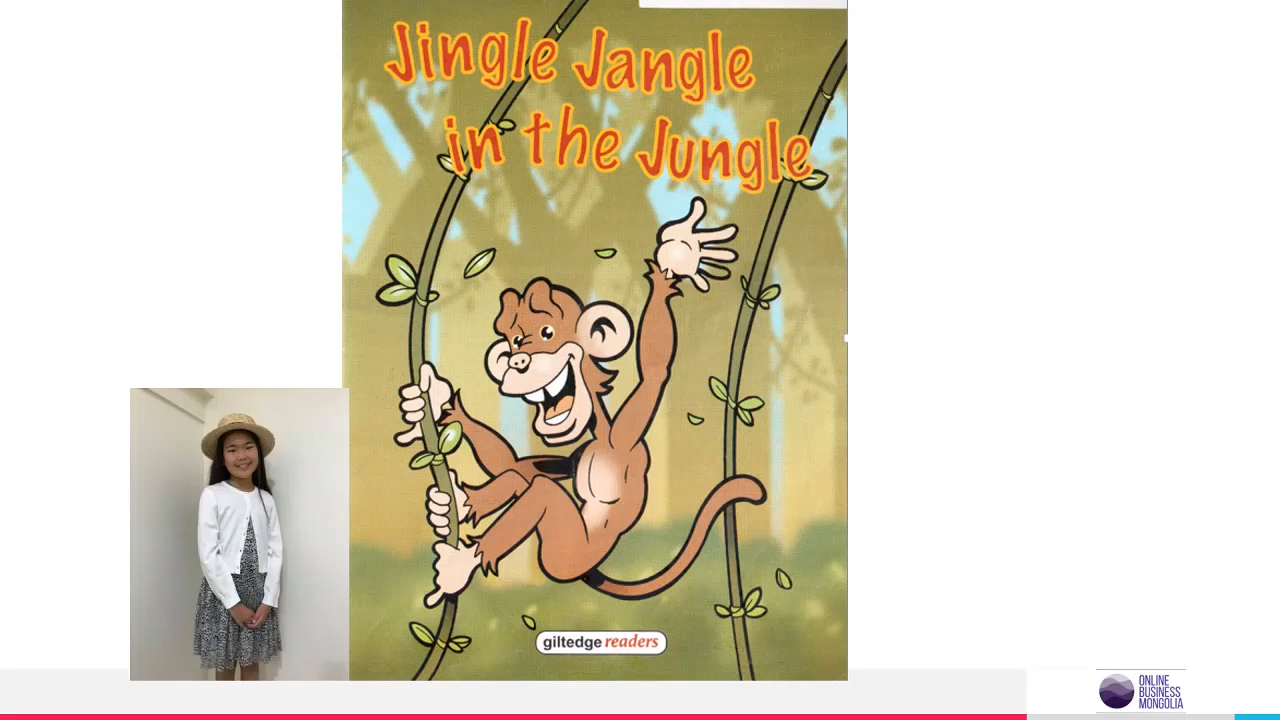 Jingle Jangle
in the Jungle
giltedge readers
ONLINE
BUSINESS
MONGOLIA